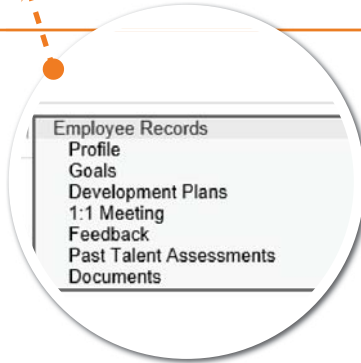 Employee Records
Profile
Goals
Development Plans
1:1 Meeting
Feedback
Past Talent Assessments
Documents